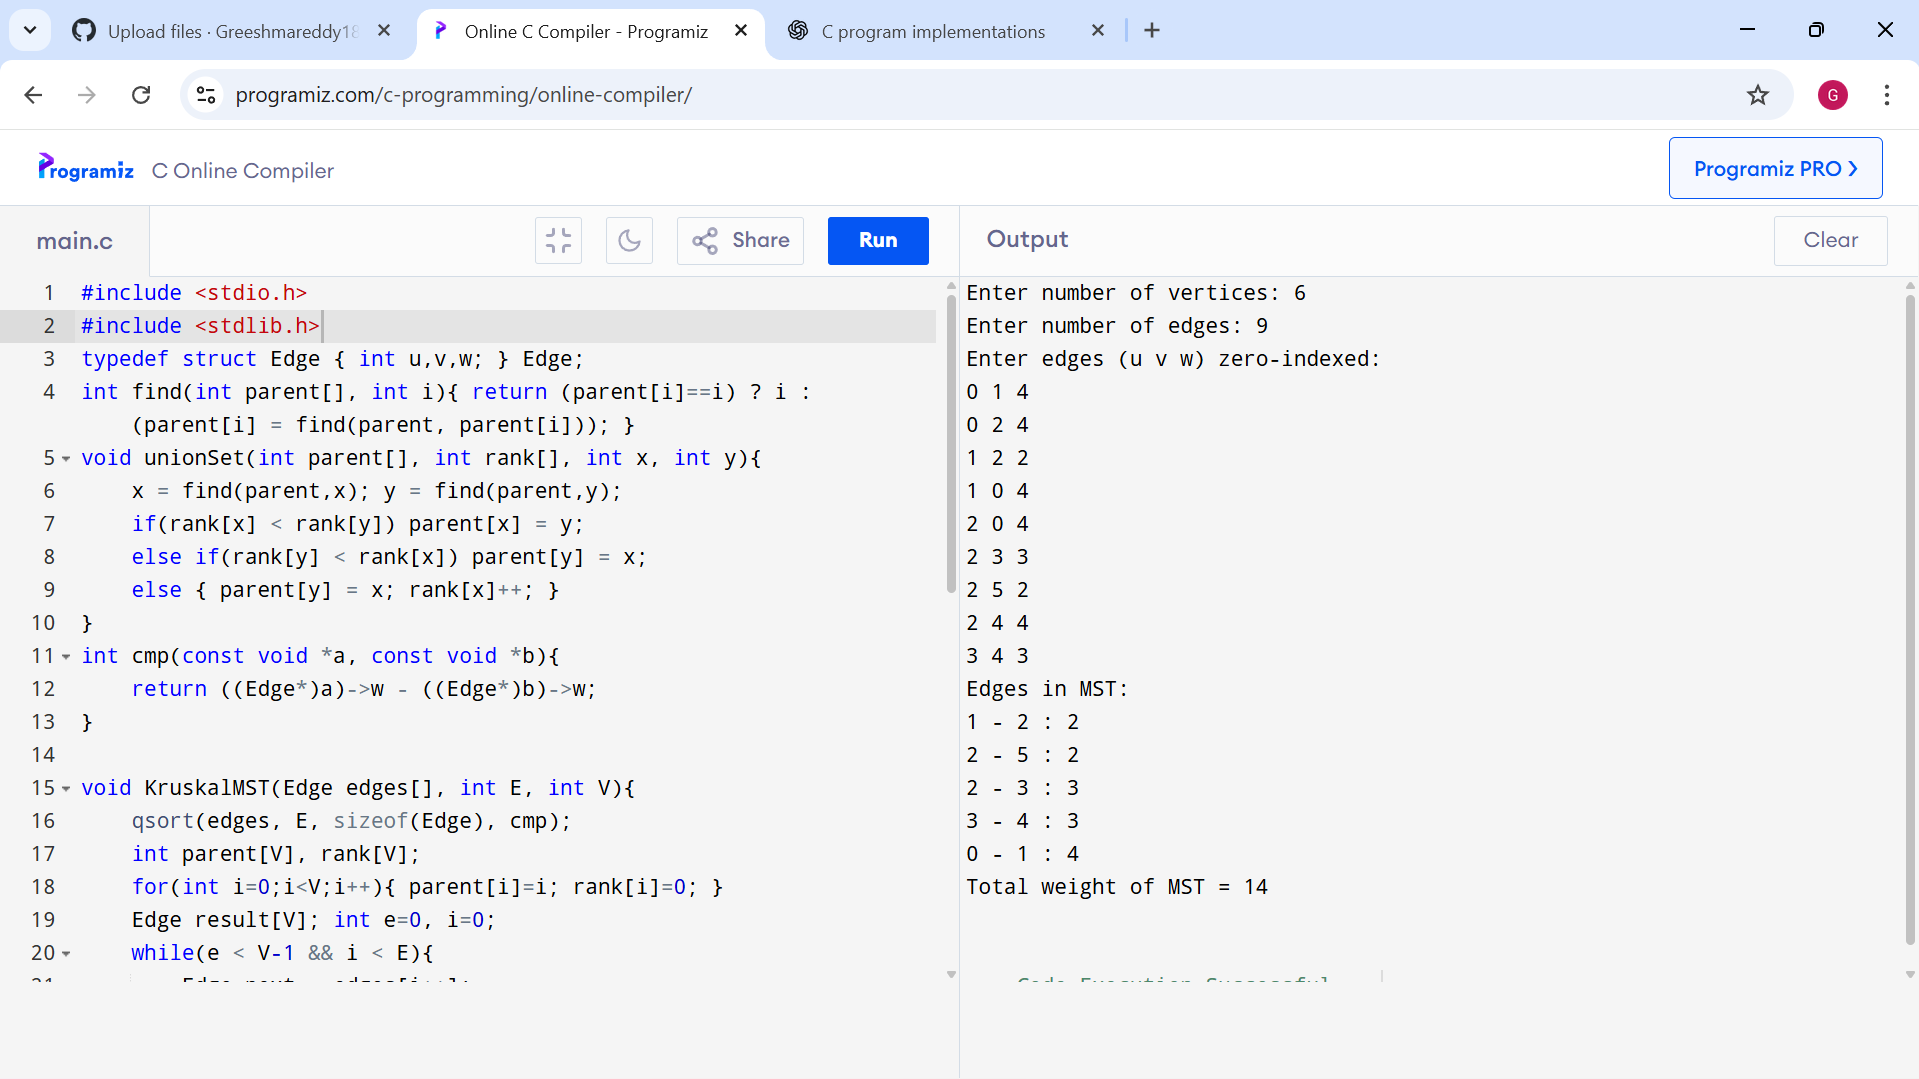 Upload files · Greeshmareddy18
Online C Compiler - Programiz
C program implementations
programiz.com/c-programming/online-compiler/
G
Programiz C Online Compiler
Programiz PRO
main.c
Share
Run
Output
Clear
1 #include <stdio.h>
2 #include <stdlib.h>
3 typedef struct Edge { int u,v,w; } Edge;
4 int find(int parent[], int i){ return (parent[i]==i) ? i :
(parent[i] = find(parent, parent[i])); }
5 void unionSet(int parent[], int rank[], int x, int y){
6 x = find(parent,x); y = find(parent,y);
7 if(rank[x] < rank[y]) parent[x] = y;
8 else if(rank[y] < rank[x]) parent[y] = x;
9 else { parent[y] = x; rank[x]++; }
10 }
11 int cmp(const void *a, const void *b){
12 return ((Edge*)a)->w - ((Edge*)b)->w;
13 }
14
15 void KruskalMST(Edge edges[], int E, int V){
16 qsort(edges, E, sizeof(Edge), cmp);
17 int parent[V], rank[V];
18 for(int i=0;i<V;i++){ parent[i]=i; rank[i]=0; }
19 Edge result[V]; int e=0, i=0;
20 while(e < V-1 && i < E){
Enter number of vertices: 6
Enter number of edges: 9
Enter edges (u v w) zero-indexed:
0 1 4
0 2 4
1 2 2
1 0 4
2 0 4
2 3 3
2 5 2
2 4 4
3 4 3
Edges in MST:
1 - 2 : 2
2 - 5 : 2
2 - 3 : 3
3 - 4 : 3
0 - 1 : 4
Total weight of MST = 14
Code Execution Successful